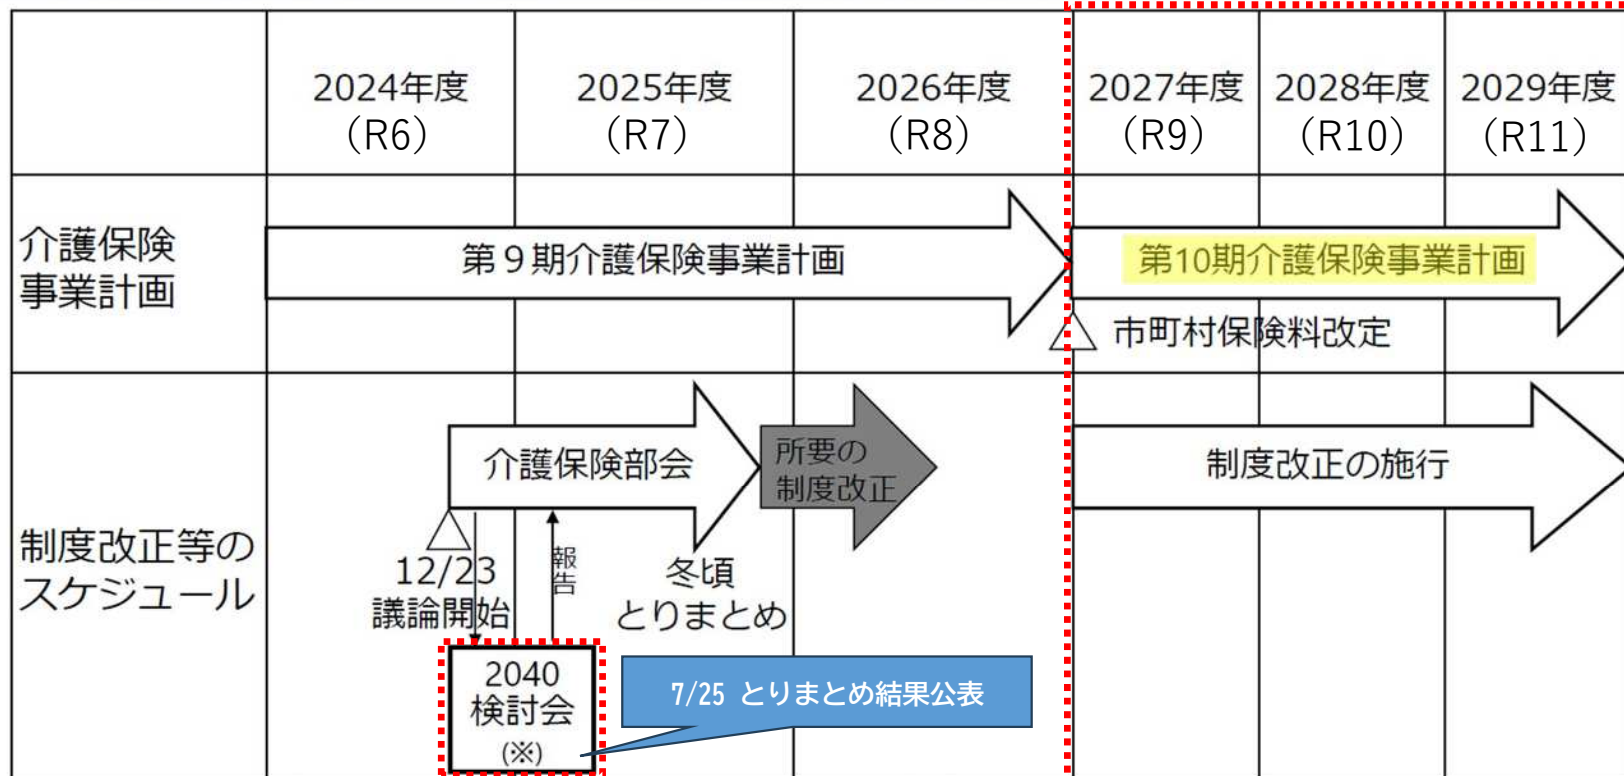 2024年度
（R6）
2025年度
（R7）
2026年度
（R8）
2027年度
（R9）
2028年度
（R10）
2029年度
（R11）
介護保険
事業計画
第９期介護保険事業計画
第10期介護保険事業計画
市町村保険料改定
制度改正等の
スケジュール
介護保険部会
所要の
制度改正
制度改正の施行
12/23
議論開始
報告
冬頃
とりまとめ
2040
検討会
(※)
7/25 とりまとめ結果公表